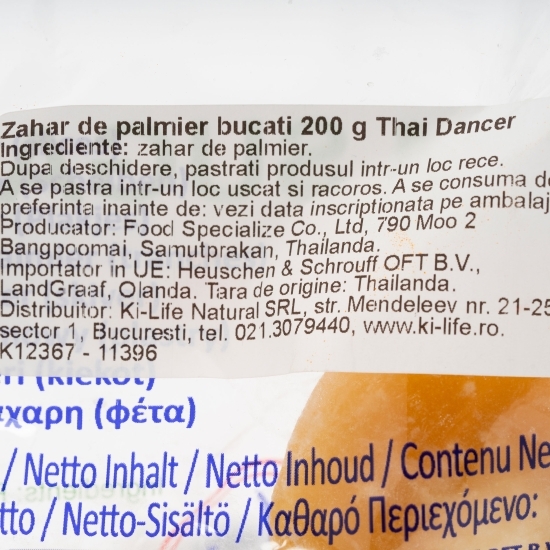 Zahar de palmier bucati 200 g Thai Dancer
Ingrediente: zahar de palmier.
Dupa deschidere, pastrati produsul intr-un loc rece.
A se pastra intr-un loc uscat si racoros. A se consuma de
preferinta inainte de: vezi data inscriptionata pe ambalaj
Producator: Food Specialize Co., Ltd, 790 Moo 2
Bangpoomai, Samutprakan, Thailanda.
Importator in UE: Heuschen & Schrouff OFT B.V.,
LandGraaf, Olanda. Tara de origine: Thailanda.
Distribuitor: Ki-Life Natural SRL, str. Mendeleev nr. 21-25
sector 1, Bucuresti, tel. 021.3079440, www.ki-life.ro.
K12367 - 11396
(kiekot)
χαρη (φέτα)
/ Netto Inhalt / Netto Inhoud / Contenu Ne
tto / Netto-Sisältö / Καθαρό Περιεχόμενο: